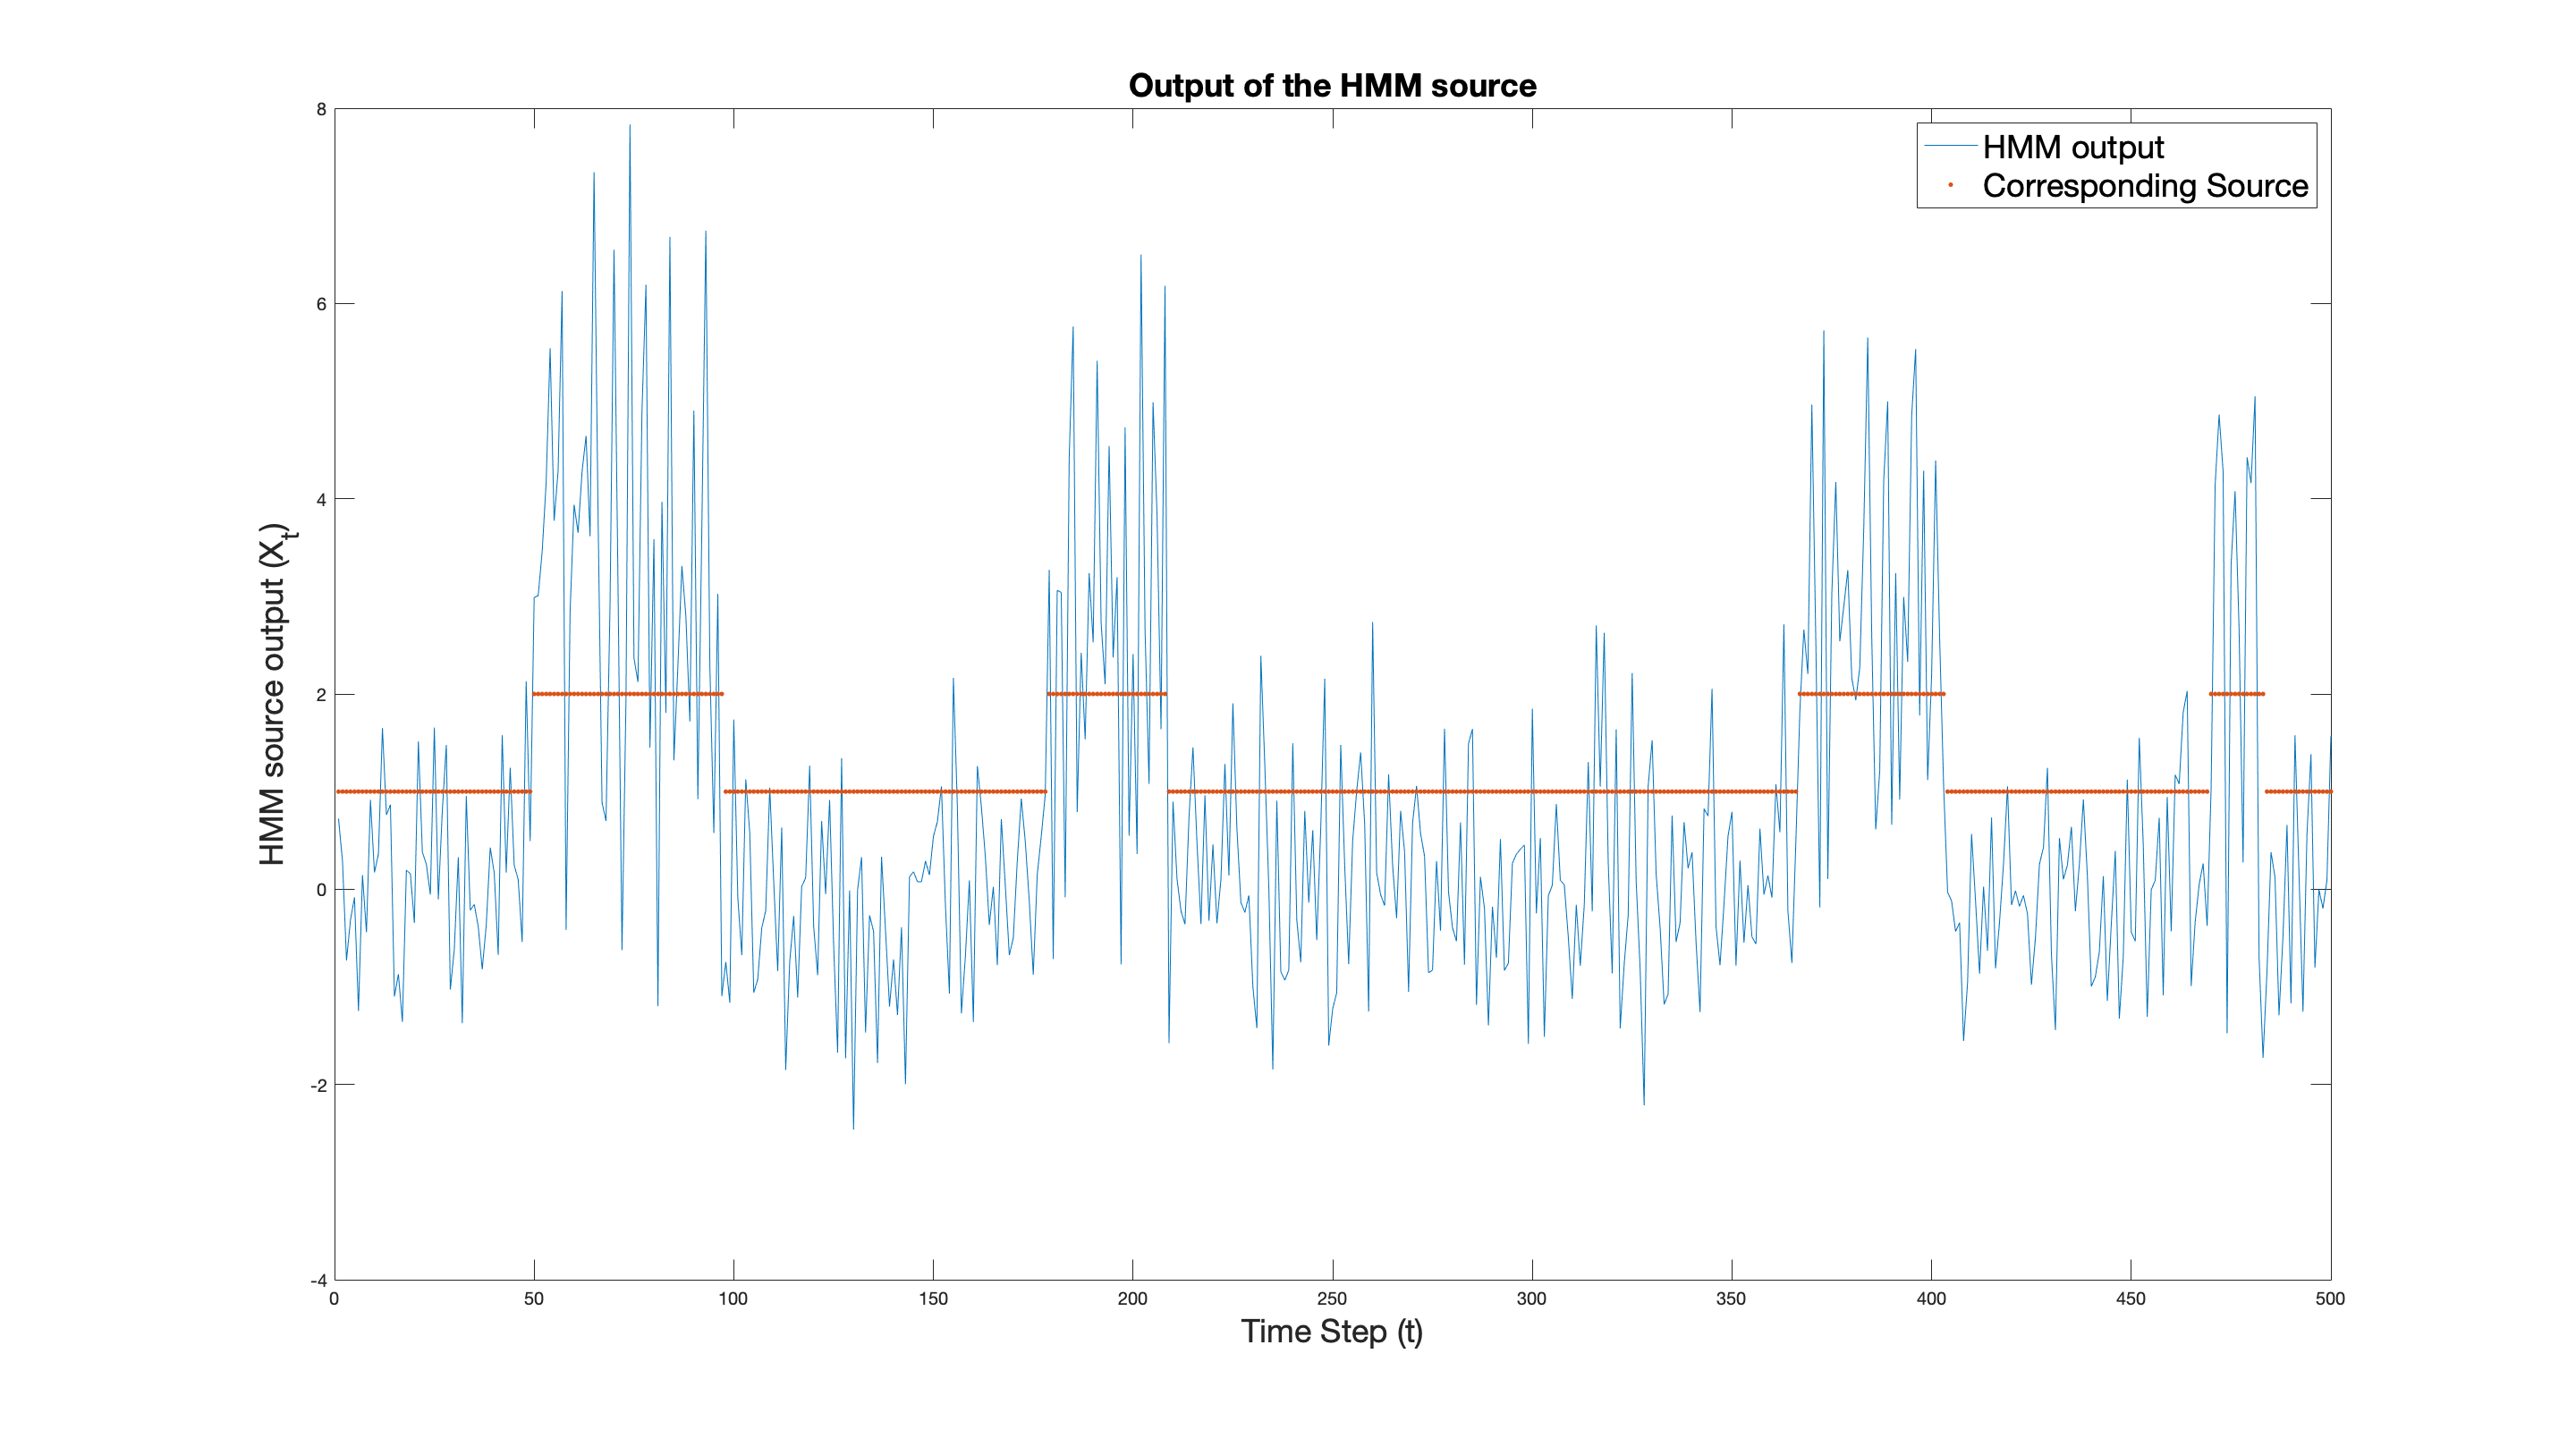 Output of the HMM source
HMM output
Corresponding Source
HMM source output (X_t)
8
6
4
2
0
-2
-4
0 50 100 150 200 250 300 350 400 450 500
Time Step (t)